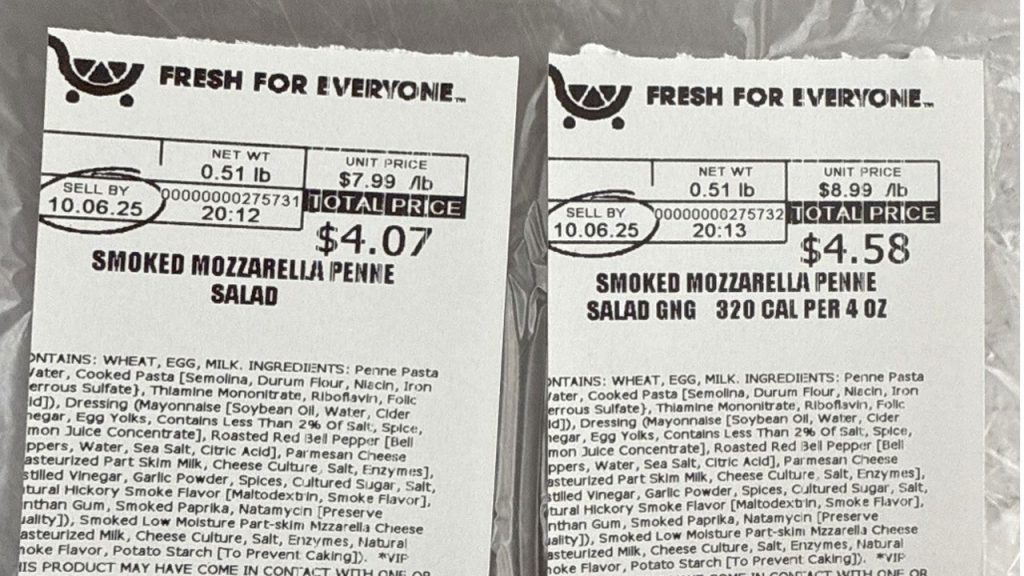 FRESH FOR EVERYONE™
NET WT
0.51 lb
UNIT PRICE
$7.99 /lb
SELL BY
10.06.25
00000000275731
20:12
TOTAL PRICE
$4.07
SMOKED MOZZARELLA PENNE
SALAD
ONTAINS: WHEAT, EGG, MILK. INGREDIENTS: Penne Pasta
ater, Cooked Pasta [Semolina, Durum Flour, Niacin, Iron
errous Sulfate}, Thiamine Mononitrate, Riboflavin, Folic
id]), Dressing (Mayonnaise [Soybean Oil, Water, Cider
negar, Egg Yolks, Contains Less Than 2% Of Salt, Spice,
mon Juice Concentrate], Roasted Red Bell Pepper [Bell
ppers, Water, Sea Salt, Citric Acid], Parmesan Cheese
asteurized Part Skim Milk, Cheese Culture, Salt, Enzymes],
stilled Vinegar, Garlic Powder, Spices, Cultured Sugar, Salt,
tural Hickory Smoke Flavor [Maltodextrin, Smoke Flavor],
nthan Gum, Smoked Paprika, Natamycin [Preserve
uality]), Smoked Low Moisture Part-skim Mzzarella Cheese
asteurized Milk, Cheese Culture, Salt, Enzymes, Natural
noke Flavor, Potato Starch [To Prevent Caking]). *VIP
HIS PRODUCT MAY HAVE COME IN CONTACT WITH ONE OR
FRESH FOR EVERYONE™
NET WT
0.51 lb
UNIT PRICE
$8.99 /lb
SELL BY
10.06.25
00000000275732
20:13
TOTAL PRICE
$4.58
SMOKED MOZZARELLA PENNE
SALAD GNG 320 CAL PER 4 OZ
NTAINS: WHEAT, EGG, MILK. INGREDIENTS: Penne Pasta
ater, Cooked Pasta [Semolina, Durum Flour, Niacin, Iron
errous Sulfate}, Thiamine Mononitrate, Riboflavin, Folic
id]), Dressing (Mayonnaise [Soybean Oil, Water, Cider
negar, Egg Yolks, Contains Less Than 2% Of Salt, Spice,
mon Juice Concentrate], Roasted Red Bell Pepper [Bell
ppers, Water, Sea Salt, Citric Acid], Parmesan Cheese
asteurized Part Skim Milk, Cheese Culture, Salt, Enzymes],
stilled Vinegar, Garlic Powder, Spices, Cultured Sugar, Salt,
tural Hickory Smoke Flavor [Maltodextrin, Smoke Flavor],
nthan Gum, Smoked Paprika, Natamycin [Preserve
uality]), Smoked Low Moisture Part-skim Mzzarella Cheese
asteurized Milk, Cheese Culture, Salt, Enzymes, Natural
noke Flavor, Potato Starch [To Prevent Caking]). *VIP